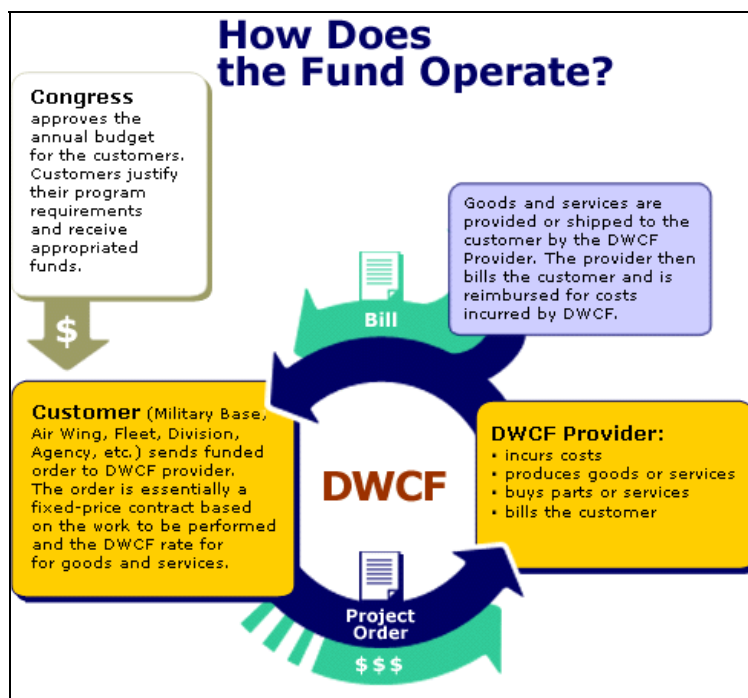 How Does
the Fund Operate?
Congress
approves the
annual budget
for the customers.
Customers justify
their program
requirements
and receive
appropriated
funds.
$
Goods and services are
provided or shipped to the
customer by the DWCF
Provider. The provider then
bills the customer and is
reimbursed for costs
incurred by DWCF.
Bill
Customer (Military Base,
Air Wing, Fleet, Division,
Agency, etc.) sends funded
order to DWCF provider.
The order is essentially a
fixed-price contract based
on the work to be performed
and the DWCF rate for
for goods and services.
DWCF
DWCF Provider:
• incurs costs
• produces goods or services
• buys parts or services
• bills the customer
Project
Order
$$$